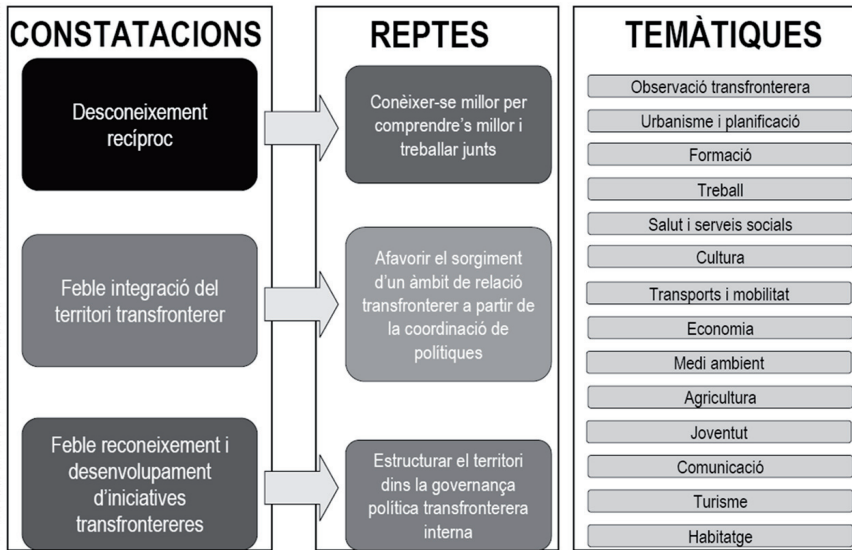 CONSTATACIONS
Desconeixement
recíproc
Feble integració del
territori transfronterer
Feble reconeixement i
desenvolupament
d'iniciatives
transfrontereres
REPTES
Conèixer-se millor per
comprendre's millor i
treballar junts
Afavorir el sorgiment
d'un àmbit de relació
transfronterer a partir de
la coordinació de
polítiques
Estructurar el territori
dins la governança
política transfronterera
interna
TEMÀTIQUES
Observació transfronterera
Urbanisme i planificació
Formació
Treball
Salut i serveis socials
Cultura
Transports i mobilitat
Economia
Medi ambient
Agricultura
Joventut
Comunicació
Turisme
Habitatge